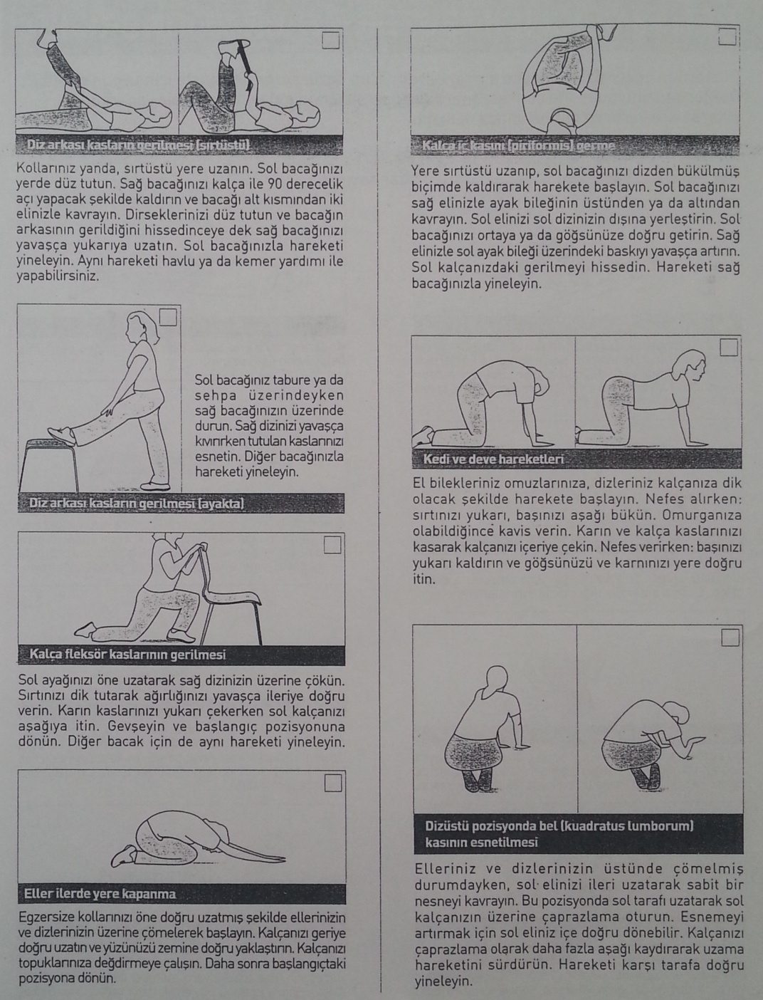 Diz arkası kasların gerilmesi (sırtüstü)
Kollarınız yanda, sırtüstü yere uzanın. Sol bacağınızı
yerde düz tutun. Sağ bacağınızı kalça ile 90 derecelik
açı yapacak şekilde kaldırın ve bacağı alt kısmından iki
elinizle kavrayın. Dirseklerinizi düz tutun ve bacağın
arkasının gerildiğini hissedinceye dek sağ bacağınızı
yavaşça yukarıya uzatın. Sol bacağınızla hareketi
yineleyin. Aynı hareketi havlu ya da kemer yardımı ile
yapabilirsiniz.
Sol bacağınız tabure ya da
sehpa üzerindeyken
sağ bacağınızın üzerinde
durun. Sağ dizinizi yavaşça
kıvırırken tutulan kaslarınızı
esnetin. Diğer bacağınızla
hareketi yineleyin.
Diz arkası kasların gerilmesi (ayakta)
Kalça fleksör kaslarının gerilmesi
Sol ayağınızı öne uzatarak sağ dizinizin üzerine çökün.
Sırtınızı dik tutarak ağırlığınızı yavaşça ileriye doğru
verin. Karın kaslarınızı yukarı çekerken sol kalçanızı
aşağıya itin. Gevşeyin ve başlangıç pozisyonuna
dönün. Diğer bacak için de aynı hareketi yineleyin.
Eller ilerde yere kapanma
Egzersize kollarınızı öne doğru uzatmış şekilde ellerinizin
ve dizlerinizin üzerine çömelerek başlayın. Kalçanızı geriye
doğru uzatın ve yüzünüzü zemine doğru yaklaştırın. Kalçanızı
topuklarınıza değdirmeye çalışın. Daha sonra başlangıçtaki
pozisyona dönün.
Kalça iç kasını (piriformis) germe
Yere sırtüstü uzanıp, sol bacağınızı dizden bükülmüş
biçimde kaldırarak harekete başlayın. Sol bacağınızı
sağ elinizle ayak bileğinin üstünden ya da altından
kavrayın. Sol elinizi sol dizinizin dışına yerleştirin. Sol
bacağınızı ortaya ya da göğsünüze doğru getirin. Sağ
elinizle sol ayak bileği üzerindeki baskıyı yavaşça artırın.
Sol kalçanızdaki gerilmeyi hissedin. Hareketi sağ
bacağınızla yineleyin.
Kedi ve deve hareketleri
El bilekleriniz omuzlarınıza, dizleriniz kalçanıza dik
olacak şekilde harekete başlayın. Nefes alırken:
sırtınızı yukarı, başınızı aşağı bükün. Omurganıza
olabildiğince kavis verin. Karın ve kalça kaslarınızı
kasarak kalçanızı içeriye çekin. Nefes verirken: başınızı
yukarı kaldırın ve göğsünüzü ve karnınızı yere doğru
itin.
Dizüstü pozisyonda bel (kuadratus lumborum)
kasının esnetilmesi
Elleriniz ve dizlerinizin üstünde çömelmiş
durumdayken, sol elinizi ileri uzatarak sabit bir
nesneyi kavrayın. Bu pozisyonda sol tarafı uzatarak sol
kalçanızın üzerine çaprazlama oturun. Esnemeyi
artırmak için sol eliniz içe doğru dönebilir. Kalçanızı
çaprazlama olarak daha fazla aşağı kaydırarak uzama
hareketini sürdürün. Hareketi karşı tarafa doğru
yineleyin.